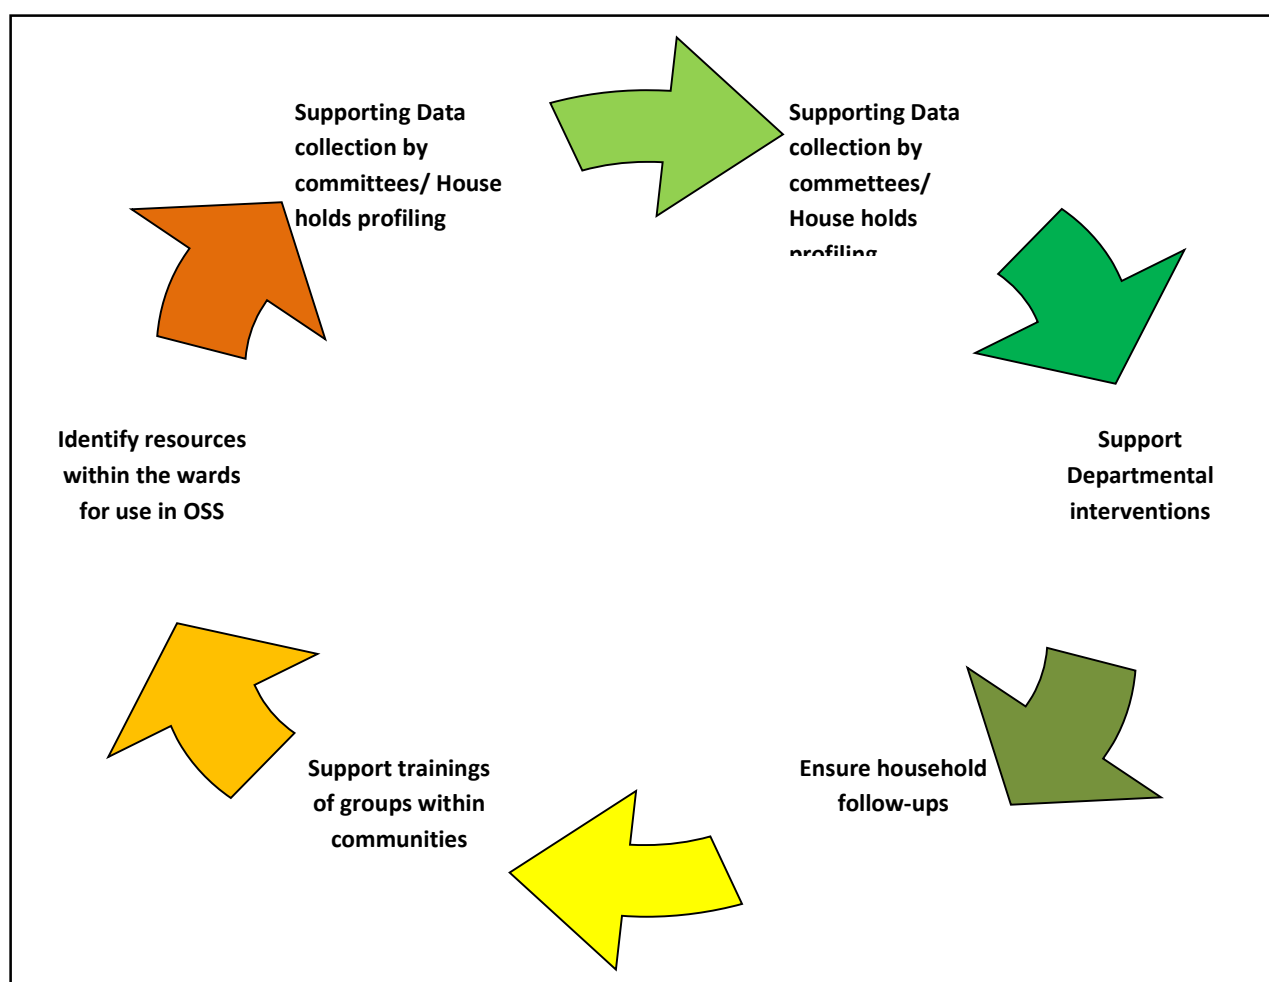 Supporting Data
collection by
committees/ House
holds profiling
Supporting Data
collection by
commettees/
House holds
profiling
Support
Departmental
interventions
Ensure household
follow-ups
Support trainings
of groups within
communities
Identify resources
within the wards
for use in OSS